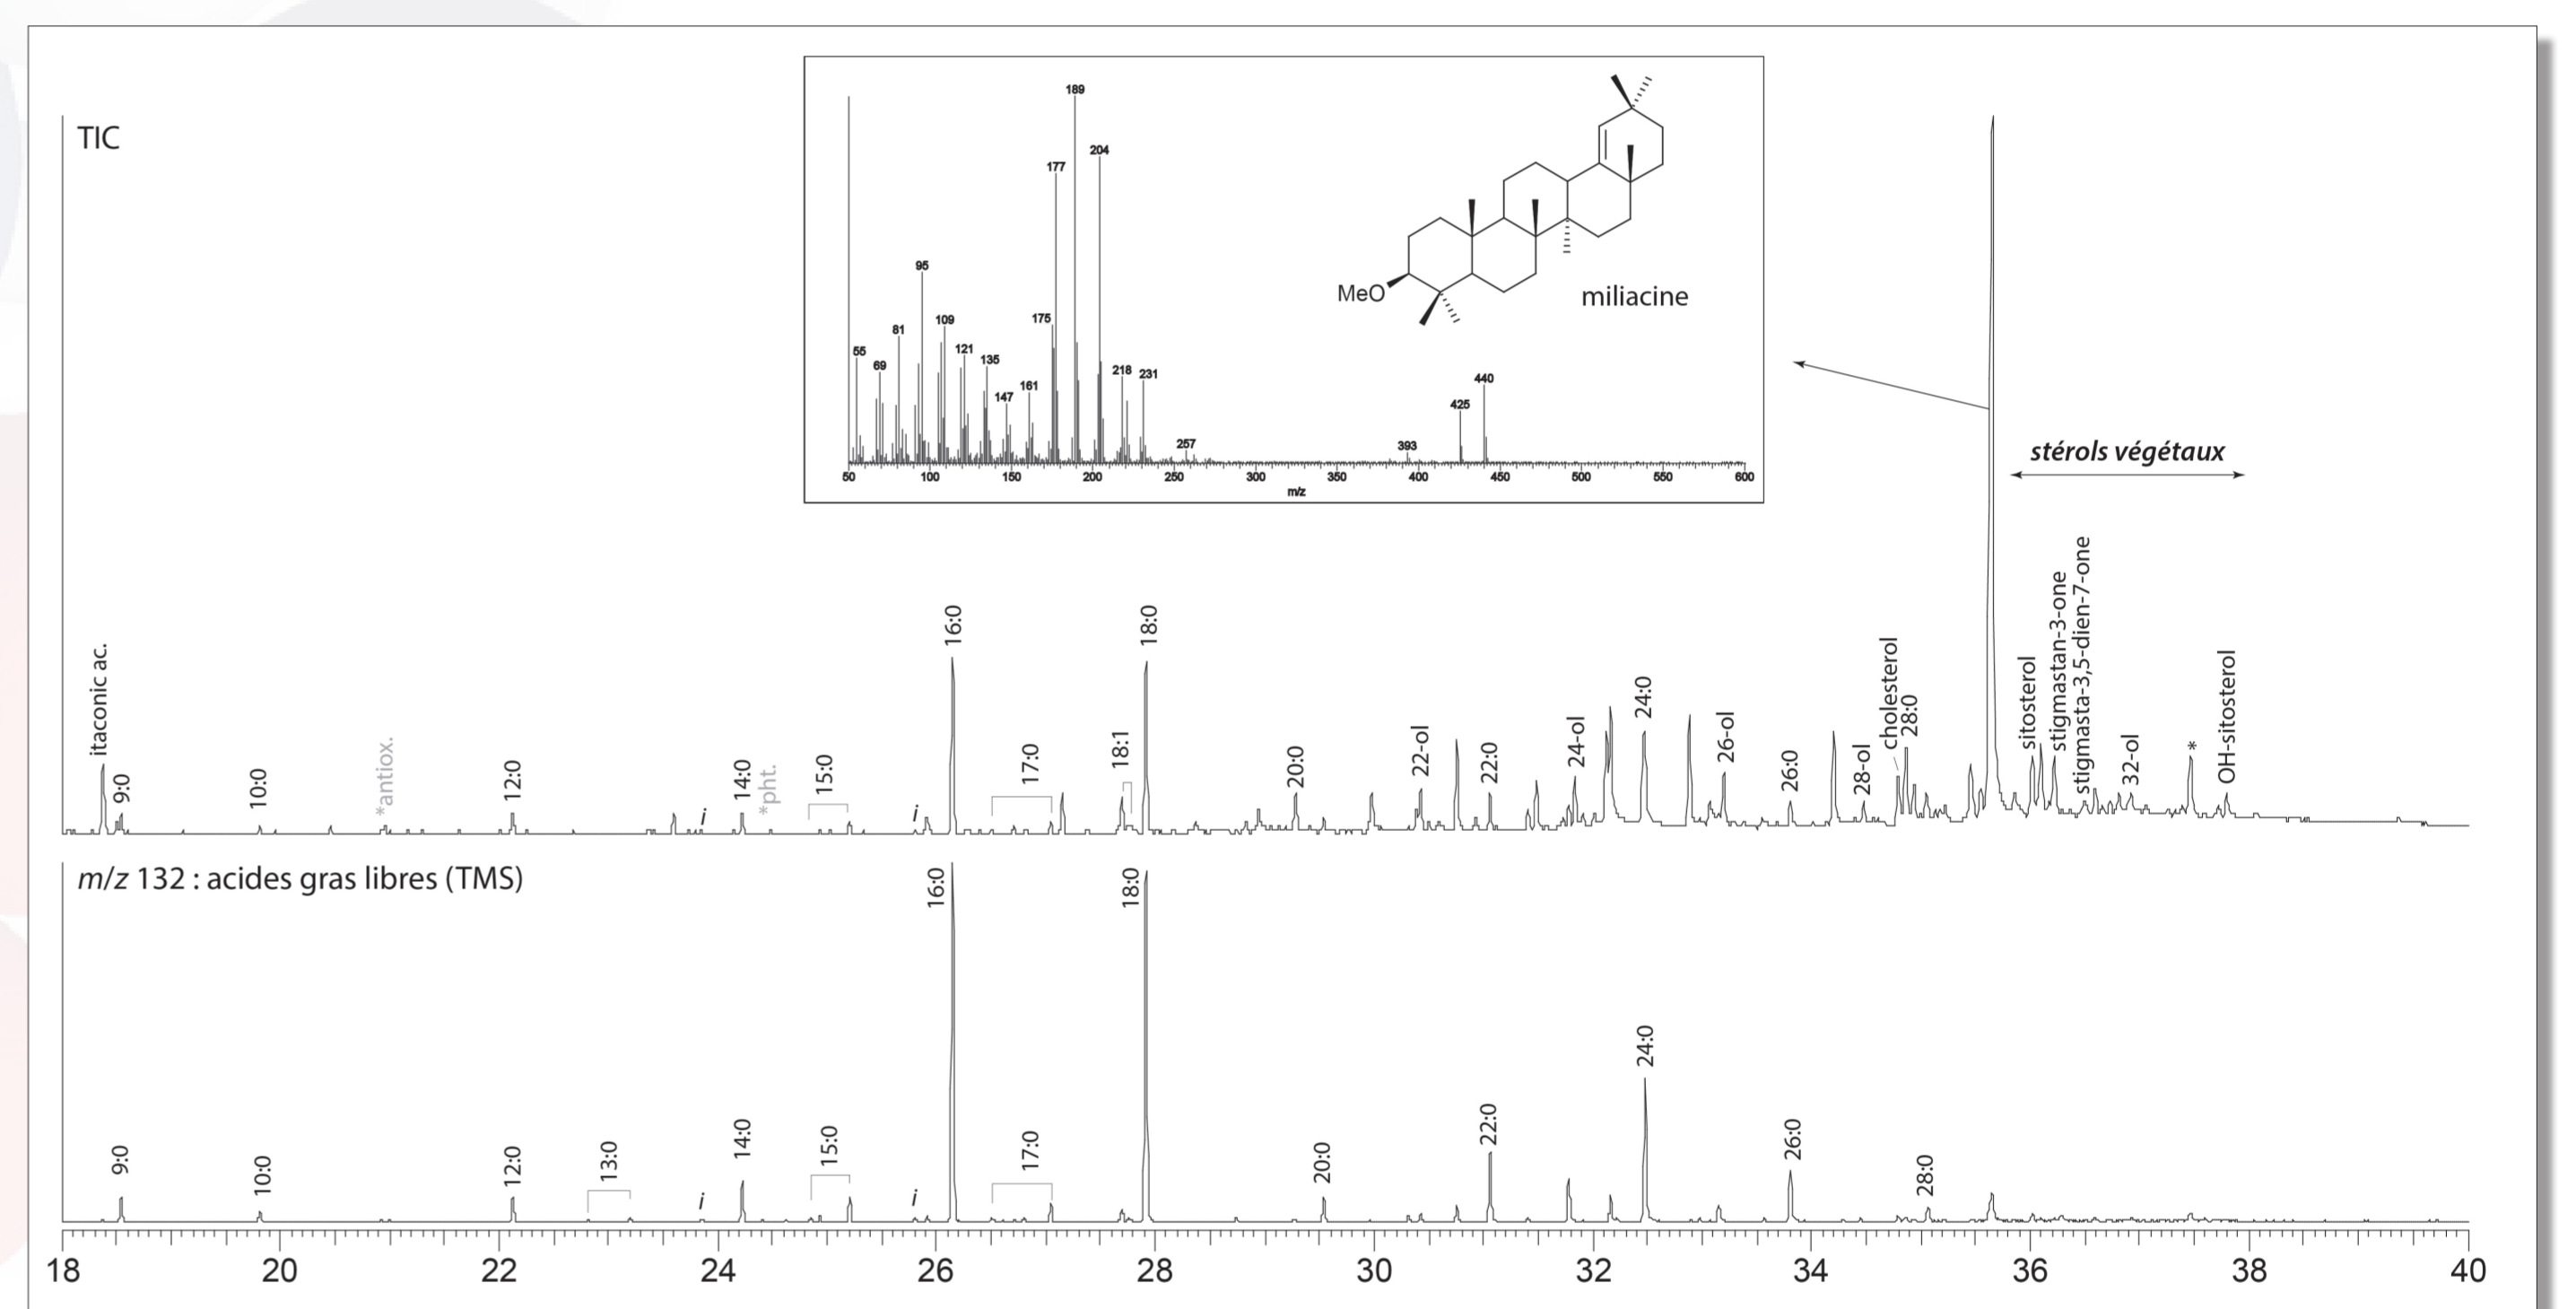 TIC
189
204
177
95
175
109
81
121
55
135
69
161
147
218
231
257
393
425
440
50 100 150 200 250 300 350 400 450 500 550 600
m/z
MeO
miliacine
stérols végétaux
itaconic ac.
9:0
10:0
*antiox.
12:0
i
14:0
*pht.
15:0
i
16:0
17:0
18:1
18:0
20:0
22-ol
22:0
24-ol
24:0
26-ol
26:0
28-ol
cholesterol
28:0
sitosterol
stigmastan-3-one
stigmasta-3,5-dien-7-one
32-ol
*
OH-sitosterol
m/z 132 : acides gras libres (TMS)
9:0
10:0
12:0
13:0
i
14:0
15:0
i
16:0
17:0
18:0
20:0
22:0
24:0
26:0
28:0
18 20 22 24 26 28 30 32 34 36 38 40